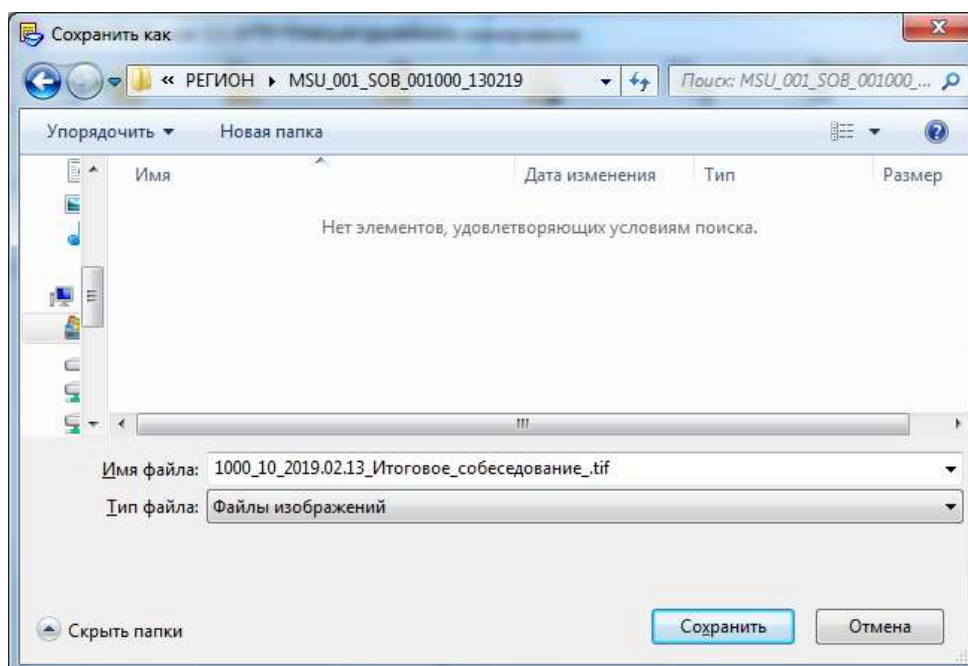 Сохранить как
« РЕГИОН ▸ MSU_001_SOB_001000_130219
Поиск: MSU_001_SOB_001000_...
Упорядочить ▾ Новая папка
Имя Дата изменения Тип Размер
Нет элементов, удовлетворяющих условиям поиска.
Имя файла: 1000_10_2019.02.13_Итоговое_собеседование_.tif
Тип файла: Файлы изображений
Скрыть папки Сохранить Отмена